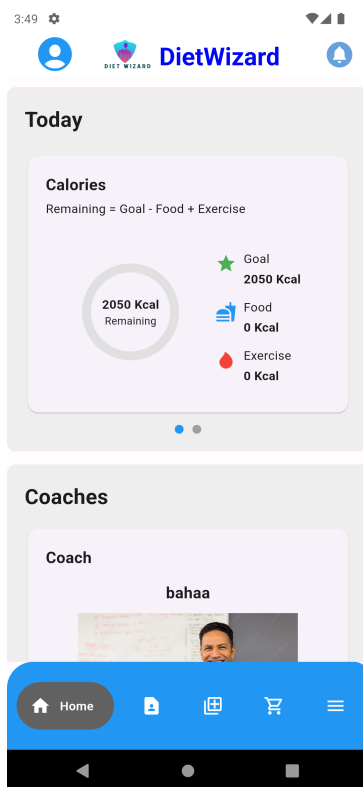 3:49
DIET WIZARD
DietWizard
Today
Calories
Remaining = Goal - Food + Exercise
2050 Kcal
Remaining
Goal
2050 Kcal
Food
0 Kcal
Exercise
0 Kcal
Coaches
Coach
bahaa
Home